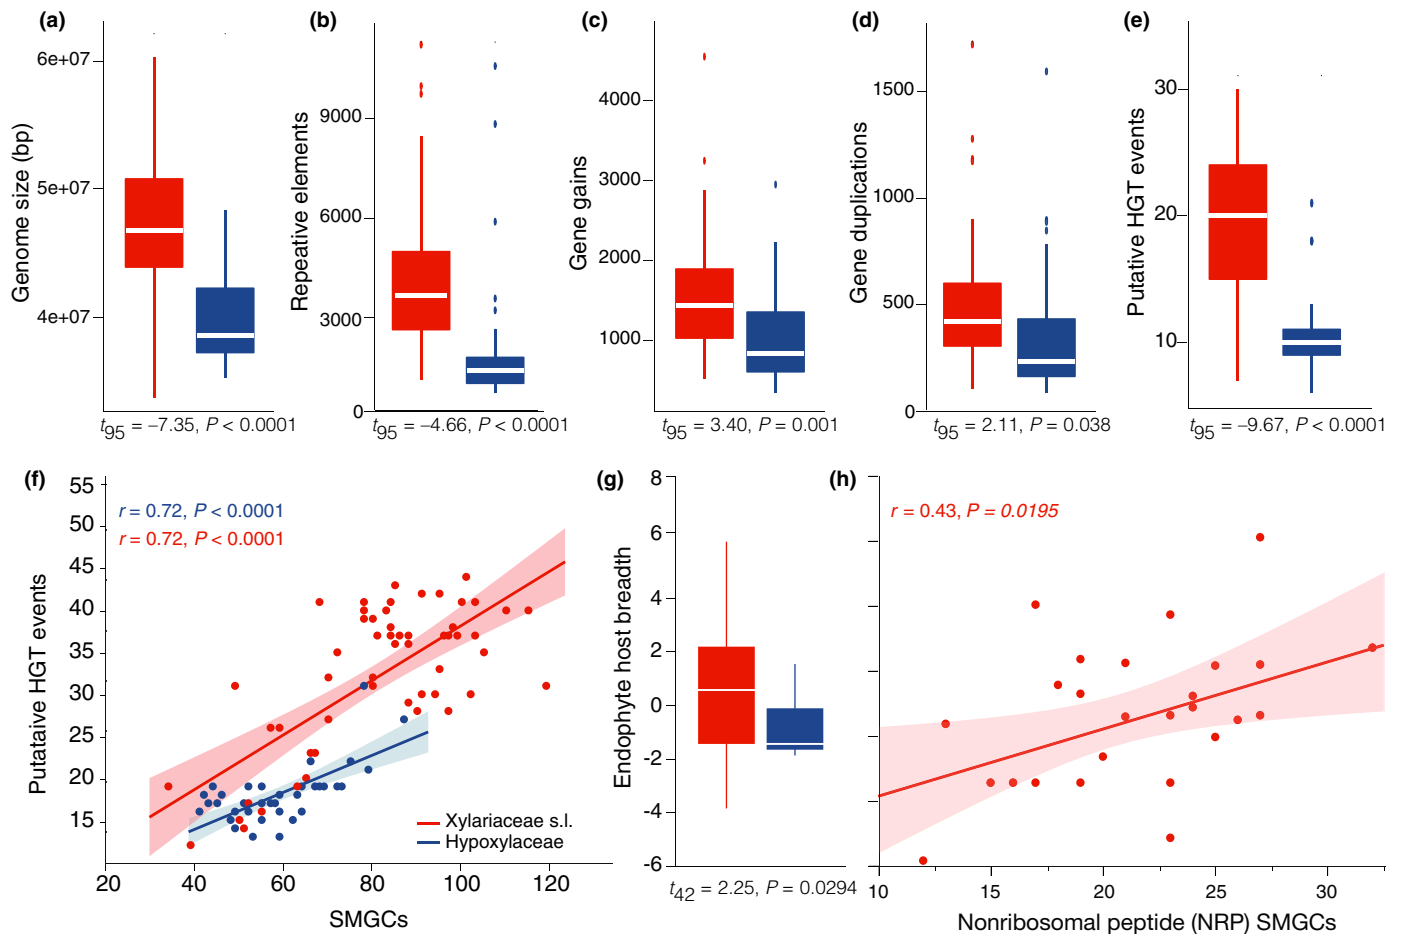 (a)
Genome size (bp)
6e+07
5e+07
4e+07
t95 = –7.35, P < 0.0001
(b)
Repeative elements
9000
6000
3000
0
t95 = –4.66, P < 0.0001
(c)
Gene gains
4000
3000
2000
1000
t95 = 3.40, P = 0.001
(d)
Gene duplications
1500
1000
500
0
t95 = 2.11, P = 0.038
(e)
Putative HGT events
30
20
10
t95 = –9.67, P < 0.0001
(f)
Putatative HGT events
55
50
45
40
35
30
25
20
15
r = 0.72, P < 0.0001
r = 0.72, P < 0.0001
Xylariaceae s.l.
Hypoxylaceae
20 40 60 80 100 120
SMGCs
(g)
Endophyte host breadth
8
6
4
2
0
-2
-4
-6
t42 = 2.25, P = 0.0294
(h)
r = 0.43, P = 0.0195
10 15 20 25 30
Nonribosomal peptide (NRP) SMGCs